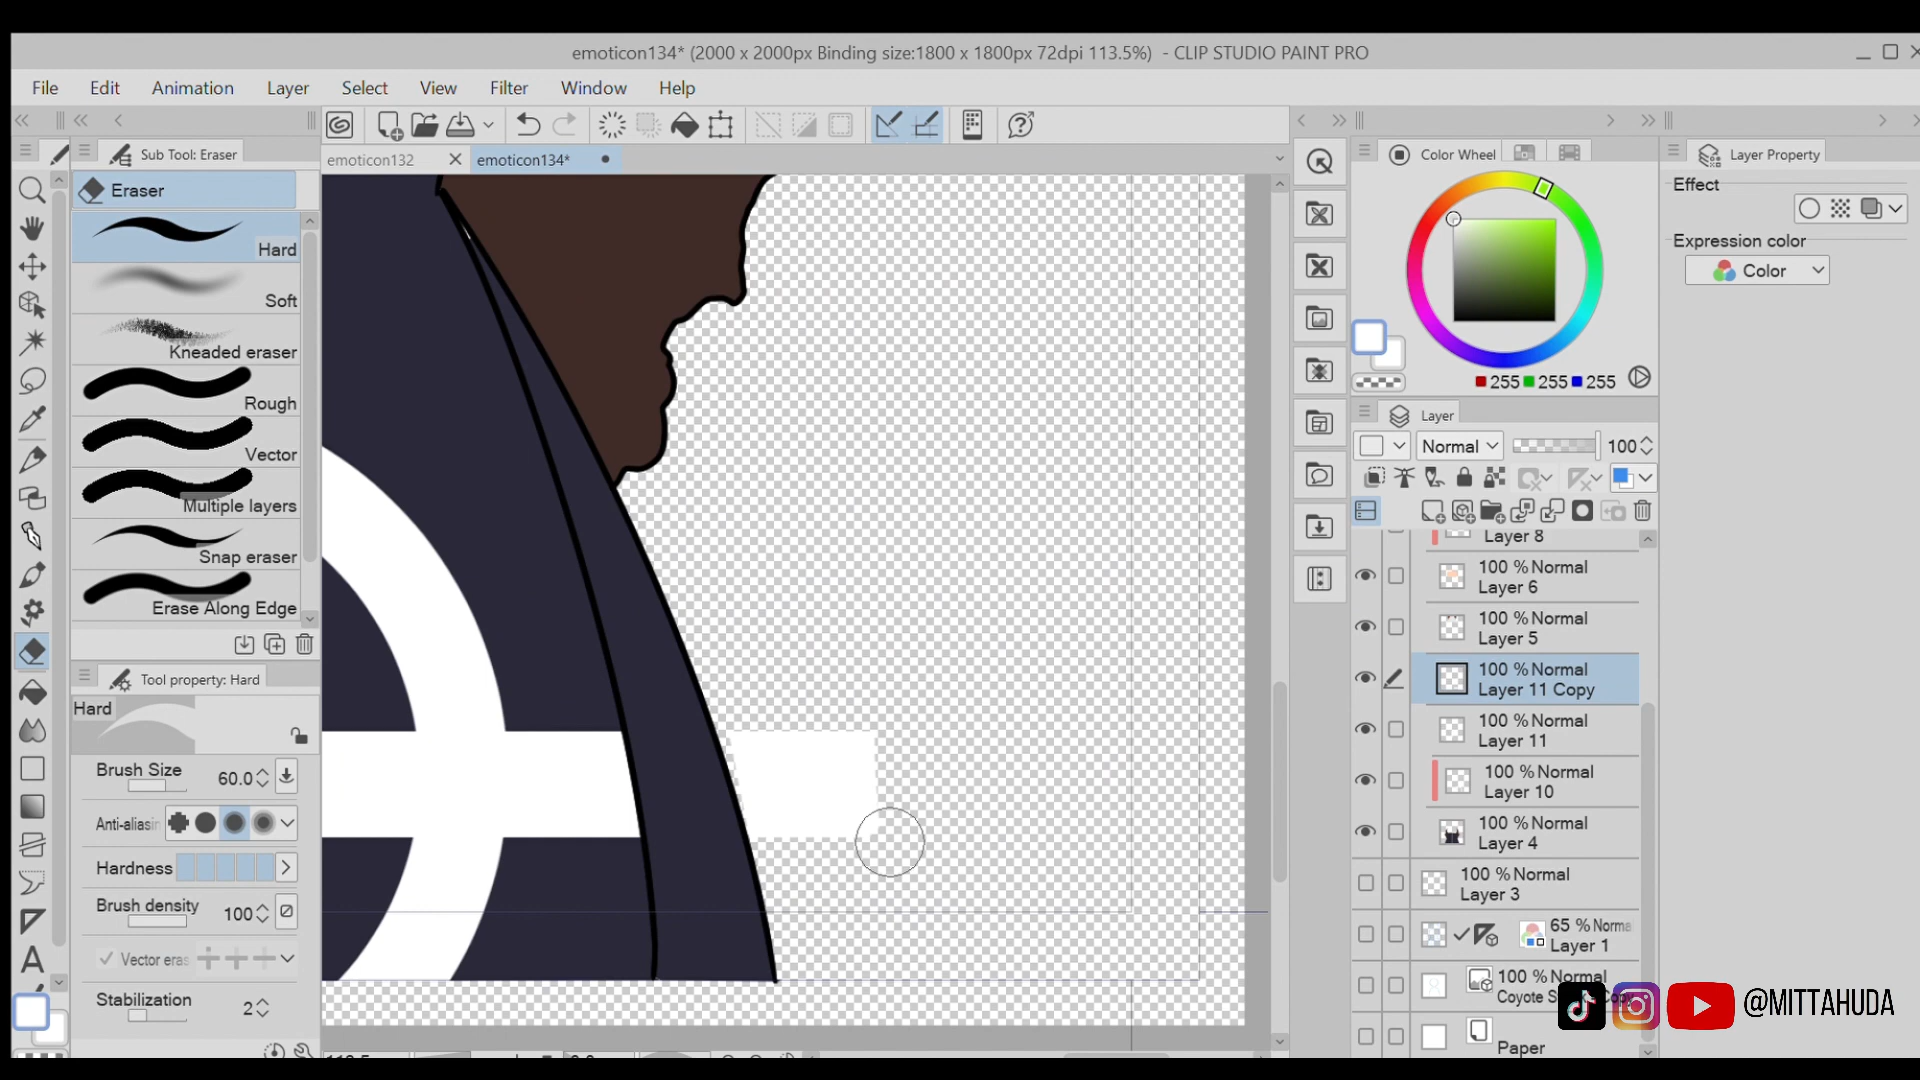 emoticon134* (2000 x 2000px Binding size:1800 x 1800px 72dpi 113.5%) - CLIP STUDIO PAINT PRO
File Edit Animation Layer Select View Filter Window Help
Sub Tool: Eraser
emoticon132
emoticon134*
Color Wheel
Layer Property
Eraser
Effect
Hard
Expression color
Color
Soft
Kneaded eraser
Rough
255 255 255
Layer
Vector
Normal
100
Multiple layers
Snap eraser
Layer 8
100 % Normal
Layer 6
Erase Along Edge
100 % Normal
Layer 5
Tool property: Hard
100 % Normal
Layer 11 Copy
Hard
100 % Normal
Layer 11
Brush Size 60.0
100 % Normal
Layer 10
Anti-aliasin
100 % Normal
Layer 4
Hardness
100 % Normal
Layer 3
Brush density 100
65 % Norma
Layer 1
Vector eras
100 % Normal
Coyote
Stabilization 2
@MITTAHUDA
Paper